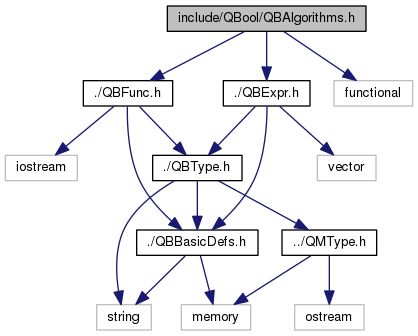 include/QBool/QBAlgorithms.h
./QBFunc.h
./QBExpr.h
functional
iostream
./QBType.h
vector
./QBBasicDefs.h
../QMType.h
string
memory
ostream